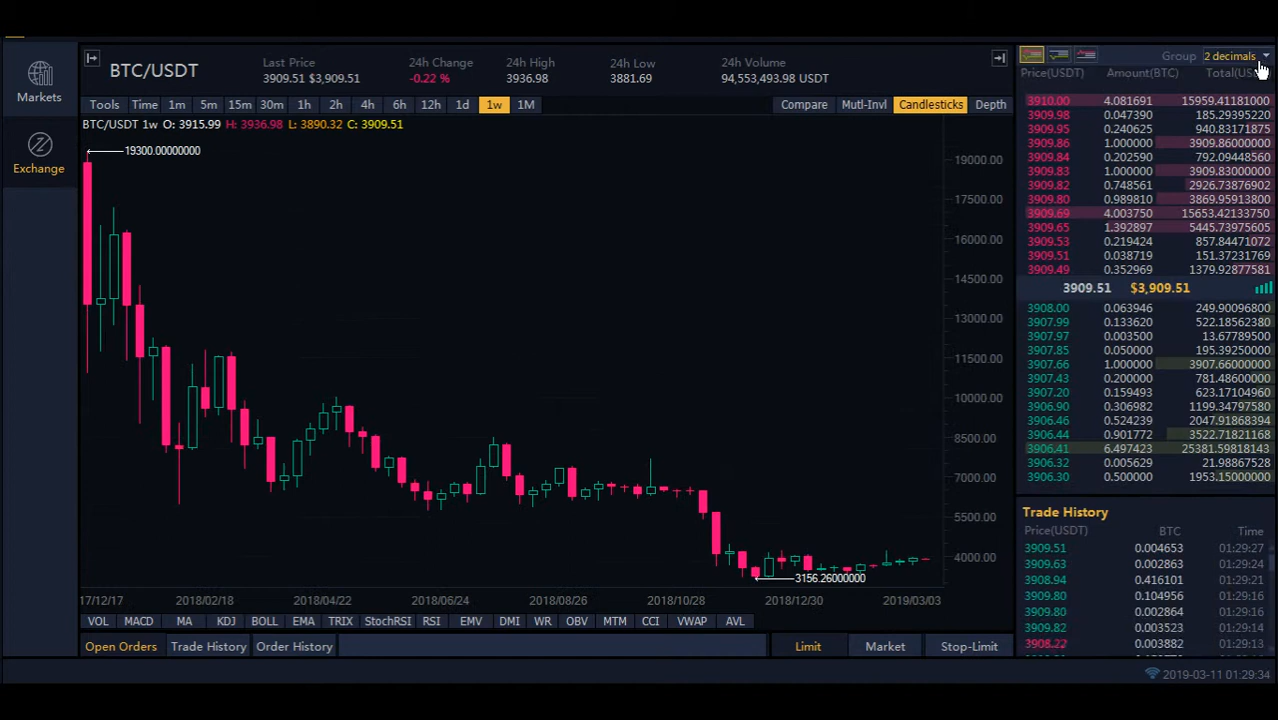 BTC/USDT
Last Price
3909.51 $3,909.51
24h Change
-0.22 %
24h High
3936.98
24h Low
3881.69
24h Volume
94,553,493.98 USDT
Markets
Exchange
Tools Time 1m 5m 15m 30m 1h 2h 4h 6h 12h 1d 1w 1M Compare Mutl-Invl Candlesticks Depth
BTC/USDT 1w O: 3915.99 H: 3936.98 L: 3890.32 C: 3909.51
19300.00000000
19000.00
17500.00
16000.00
14500.00
13000.00
11500.00
10000.00
8500.00
7000.00
5500.00
4000.00
3156.26000000
17/12/17 2018/02/18 2018/04/22 2018/06/24 2018/08/26 2018/10/28 2018/12/30 2019/03/03
VOL MACD MA KDJ BOLL EMA TRIX StochRSI RSI EMV DMI WR OBV MTM CCI VWAP AVL
Open Orders Trade History Order History Limit Market Stop-Limit
Group 2 decimals
Price(USDT) Amount(BTC)
3910.00 4.081691 15959.41181000
3909.98 0.047390 185.29395220
3909.95 0.240625 940.83171875
3909.86 1.000000 3909.86000000
3909.84 0.202590 792.09448560
3909.83 1.000000 3909.83000000
3909.82 0.748561 2926.73876902
3909.80 0.989810 3869.95913800
3909.69 4.003750 15653.42133750
3909.65 1.392897 5445.73975605
3909.53 0.219424 857.84471072
3909.51 0.038719 151.37231769
3909.49 0.352969 1379.92877581
3909.51 $3,909.51
3908.00 0.063946 249.90096800
3907.99 0.133620 522.18562380
3907.97 0.003500 13.67789500
3907.85 0.050000 195.39250000
3907.66 1.000000 3907.66000000
3907.43 0.200000 781.48600000
3907.20 0.159493 623.17104960
3906.90 0.306982 1199.34797580
3906.46 0.524239 2047.91868394
3906.44 0.901772 3522.71821168
3906.41 6.497423 25381.59818143
3906.32 0.005629 21.98867528
3906.30 0.500000 1953.15000000
Trade History
Price(USDT) BTC Time
3909.51 0.004653 01:29:27
3909.63 0.002863 01:29:24
3908.94 0.416101 01:29:21
3909.80 0.104956 01:29:16
3909.80 0.002864 01:29:16
3909.82 0.003523 01:29:14
3908.22 0.003882 01:29:13
2019-03-11 01:29:34